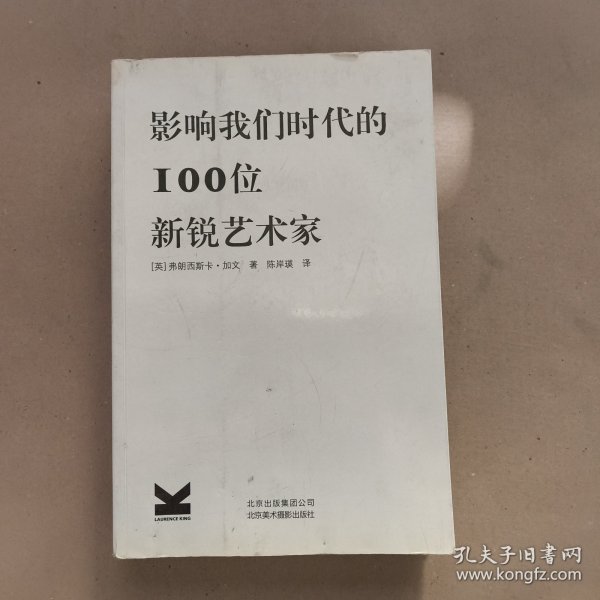 影响我们时代的
100位
新锐艺术家
[英]弗朗西斯卡·加文 著 陈岸瑛 译
K
LAURENCE KING
北京出版集团公司
北京美术摄影出版社
孔夫子旧书网
www.kongfz.com